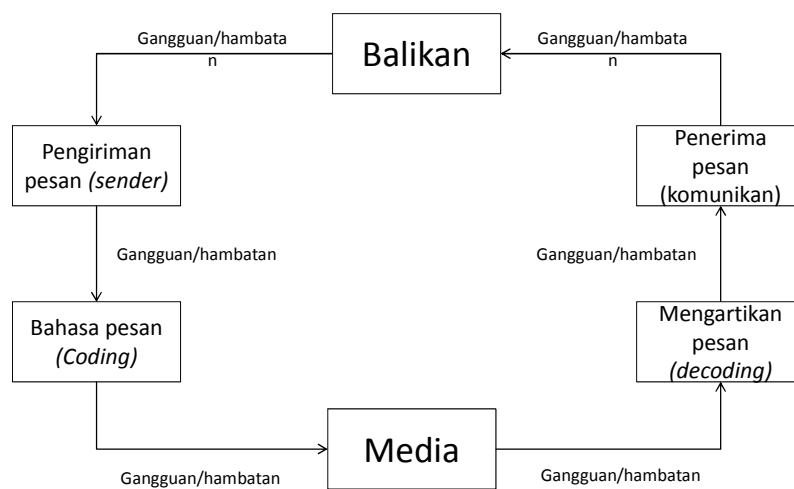 Gangguan/hambata
n
Balikan
Gangguan/hambata
n
Pengiriman
pesan (sender)
Penerima
pesan
(komunikan)
Gangguan/hambatan
Gangguan/hambatan
Bahasa pesan
(Coding)
Mengartikan
pesan
(decoding)
Media
Gangguan/hambatan
Gangguan/hambatan